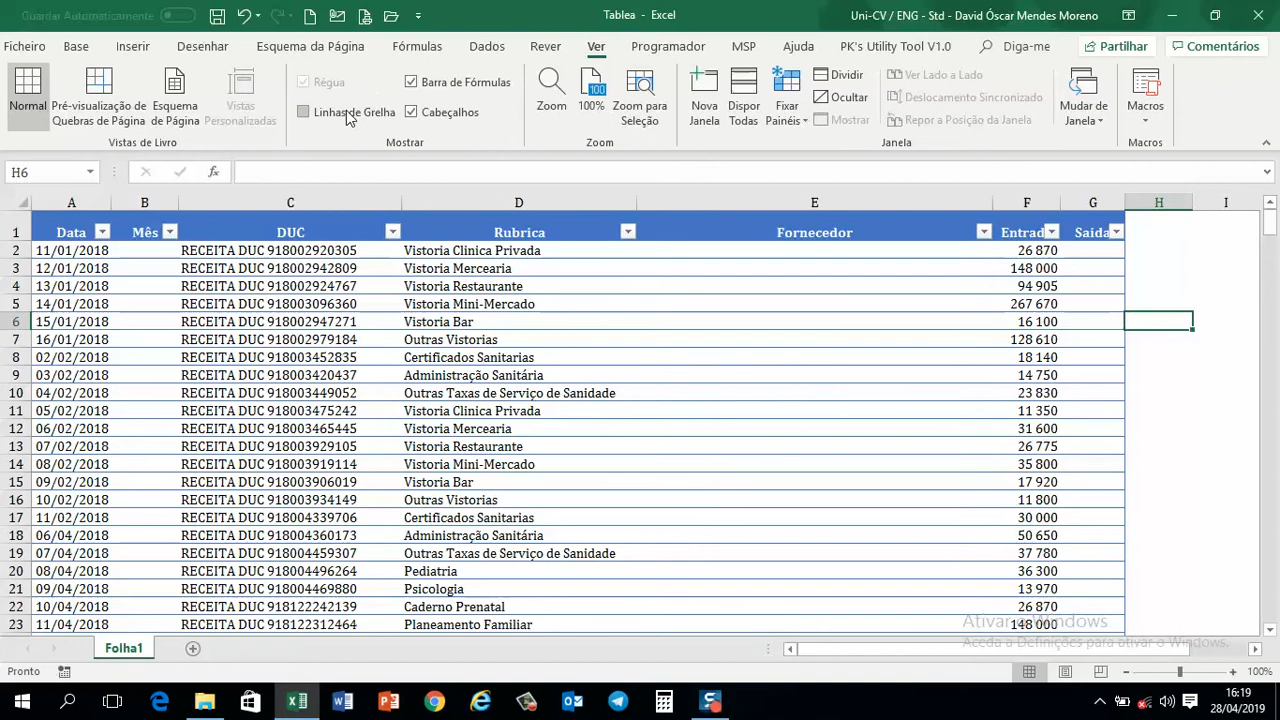 Guardar Automaticamente
Tablea - Excel
Uni-CV / ENG - Std - David Óscar Mendes Moreno
Ficheiro Base Inserir Desenhar Esquema da Página Fórmulas Dados Rever Ver Programador MSP Ajuda PK's Utility Tool V1.0 Diga-me Partilhar Comentários
Normal
Pré-visualização de Quebras de Página
Esquema de Página
Vistas Personalizadas
Vistas de Livro
Régua
Barra de Fórmulas
Linhas de Grelha
Cabeçalhos
Mostrar
Zoom
100
100%
Zoom para Seleção
Zoom
Nova Janela
Dispor Todas
Fixar Painéis
Dividir
Ocultar
Mostrar
Ver Lado a Lado
Deslocamento Sincronizado
Repor a Posição da Janela
Mudar de Janela
Janela
Macros
Macros
H6
fx
A B C D E F G H I
1 Data Mês DUC Rubrica Fornecedor Entrad Saida
2 11/01/2018 RECEITA DUC 918002920305 Vistoria Clinica Privada 26 870
3 12/01/2018 RECEITA DUC 918002942809 Vistoria Mercearia 148 000
4 13/01/2018 RECEITA DUC 918002924767 Vistoria Restaurante 94 905
5 14/01/2018 RECEITA DUC 918003096360 Vistoria Mini-Mercado 267 670
6 15/01/2018 RECEITA DUC 918002947271 Vistoria Bar 16 100
7 16/01/2018 RECEITA DUC 918002979184 Outras Vistorias 128 610
8 02/02/2018 RECEITA DUC 918003452835 Certificados Sanitarias 18 140
9 03/02/2018 RECEITA DUC 918003420437 Administração Sanitária 14 750
10 04/02/2018 RECEITA DUC 918003449052 Outras Taxas de Serviço de Sanidade 23 830
11 05/02/2018 RECEITA DUC 918003475242 Vistoria Clinica Privada 11 350
12 06/02/2018 RECEITA DUC 918003465445 Vistoria Mercearia 31 600
13 07/02/2018 RECEITA DUC 918003929105 Vistoria Restaurante 26 775
14 08/02/2018 RECEITA DUC 918003919114 Vistoria Mini-Mercado 35 800
15 09/02/2018 RECEITA DUC 918003906019 Vistoria Bar 17 920
16 10/02/2018 RECEITA DUC 918003934149 Outras Vistorias 11 800
17 11/02/2018 RECEITA DUC 918004339706 Certificados Sanitarias 30 000
18 06/04/2018 RECEITA DUC 918004360173 Administração Sanitária 50 650
19 07/04/2018 RECEITA DUC 918004459307 Outras Taxas de Serviço de Sanidade 37 780
20 08/04/2018 RECEITA DUC 918004496264 Pediatria 36 300
21 09/04/2018 RECEITA DUC 918004469880 Psicologia 13 970
22 10/04/2018 RECEITA DUC 918122242139 Caderno Prenatal 26 870
23 11/04/2018 RECEITA DUC 918122312464 Planeamento Familiar 148 000
Ativar o Windows
Aceda a Definições para ativar o Windows.
Folha1
Pronto
100%
16:19
28/04/2019